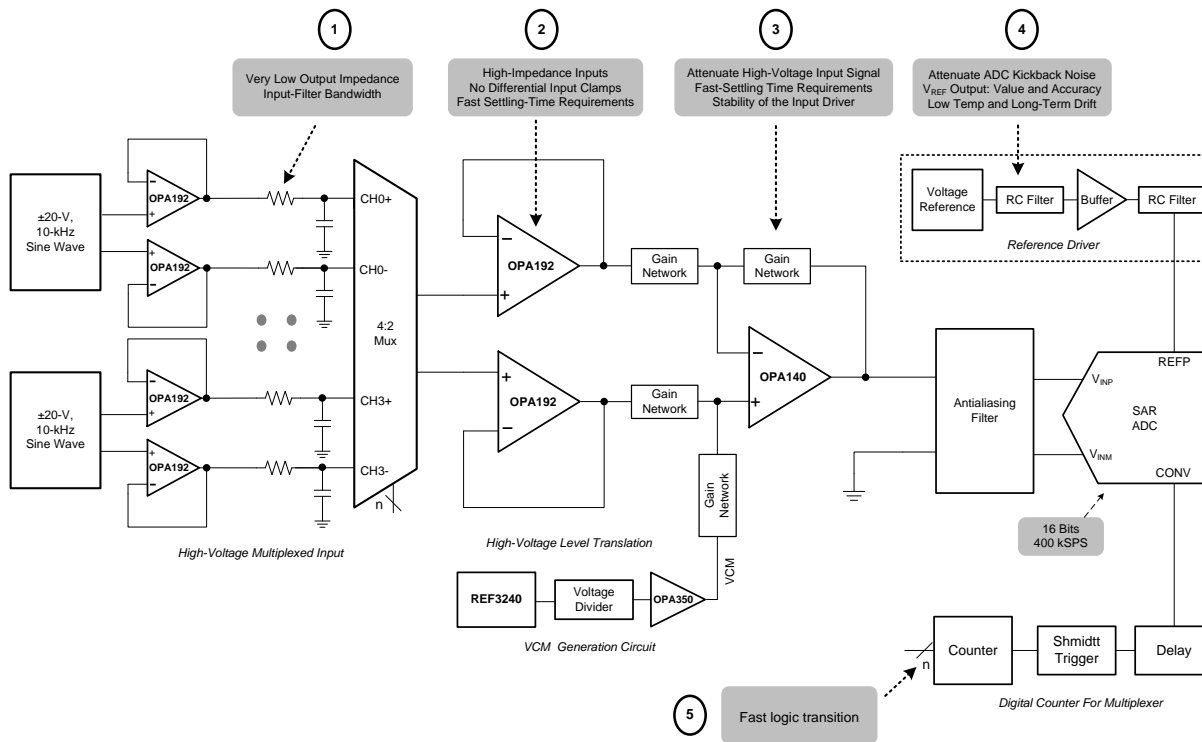 1
2
3
4
Very Low Output Impedance
Input-Filter Bandwidth
High-Impedance Inputs
No Differential Input Clamps
Fast Settling-Time Requirements
Attenuate High-Voltage Input Signal
Fast-Settling Time Requirements
Stability of the Input Driver
Attenuate ADC Kickback Noise
VREF Output: Value and Accuracy
Low Temp and Long-Term Drift
±20-V,
10-kHz
Sine Wave
−
OPA192
+
+
OPA192
−
±20-V,
10-kHz
Sine Wave
−
OPA192
+
+
OPA192
−
CH0+
CH0-
4:2
Mux
CH3+
CH3-
n
High-Voltage Multiplexed Input
−
OPA192
+
+
OPA192
−
Gain
Network
Gain
Network
−
OPA140
+
Gain
Network
Gain
Network
VCM
High-Voltage Level Translation
REF3240
Voltage
Divider
OPA350
VCM Generation Circuit
Voltage
Reference
RC Filter
Buffer
RC Filter
Reference Driver
Antialiasing
Filter
REFP
VINP
SAR
ADC
VINM
CONV
16 Bits
400 kSPS
n
Counter
Shmidtt
Trigger
Delay
Digital Counter For Multiplexer
5
Fast logic transition